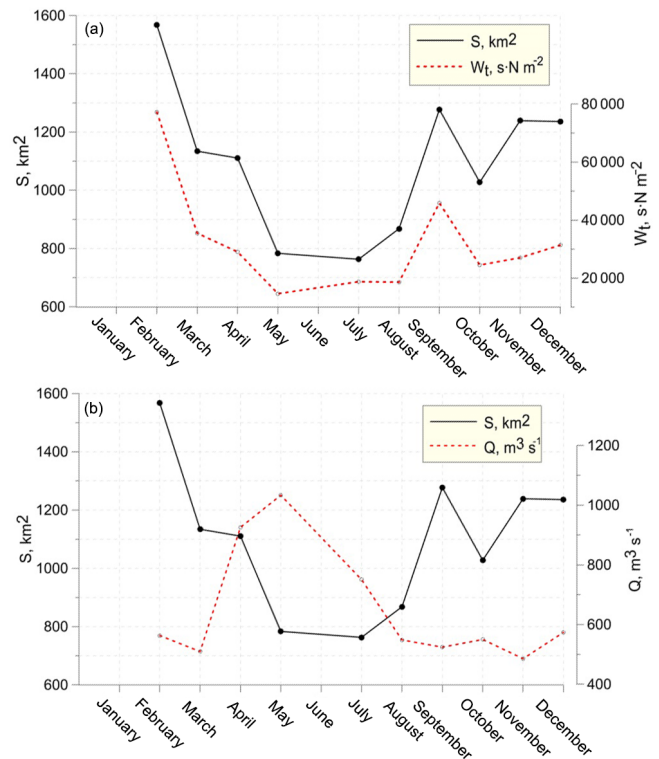 (a)
S, km2
Wt, s·N m-2
1600
1400
1200
1000
800
600
S, km2
80 000
60 000
40 000
20 000
Wt, s·N m-2
January
February
March
April
May
June
July
August
September
October
November
December
(b)
S, km2
Q, m3 s-1
1600
1400
1200
1000
800
600
S, km2
1200
1000
800
600
400
Q, m3 s-1
January
February
March
April
May
June
July
August
September
October
November
December